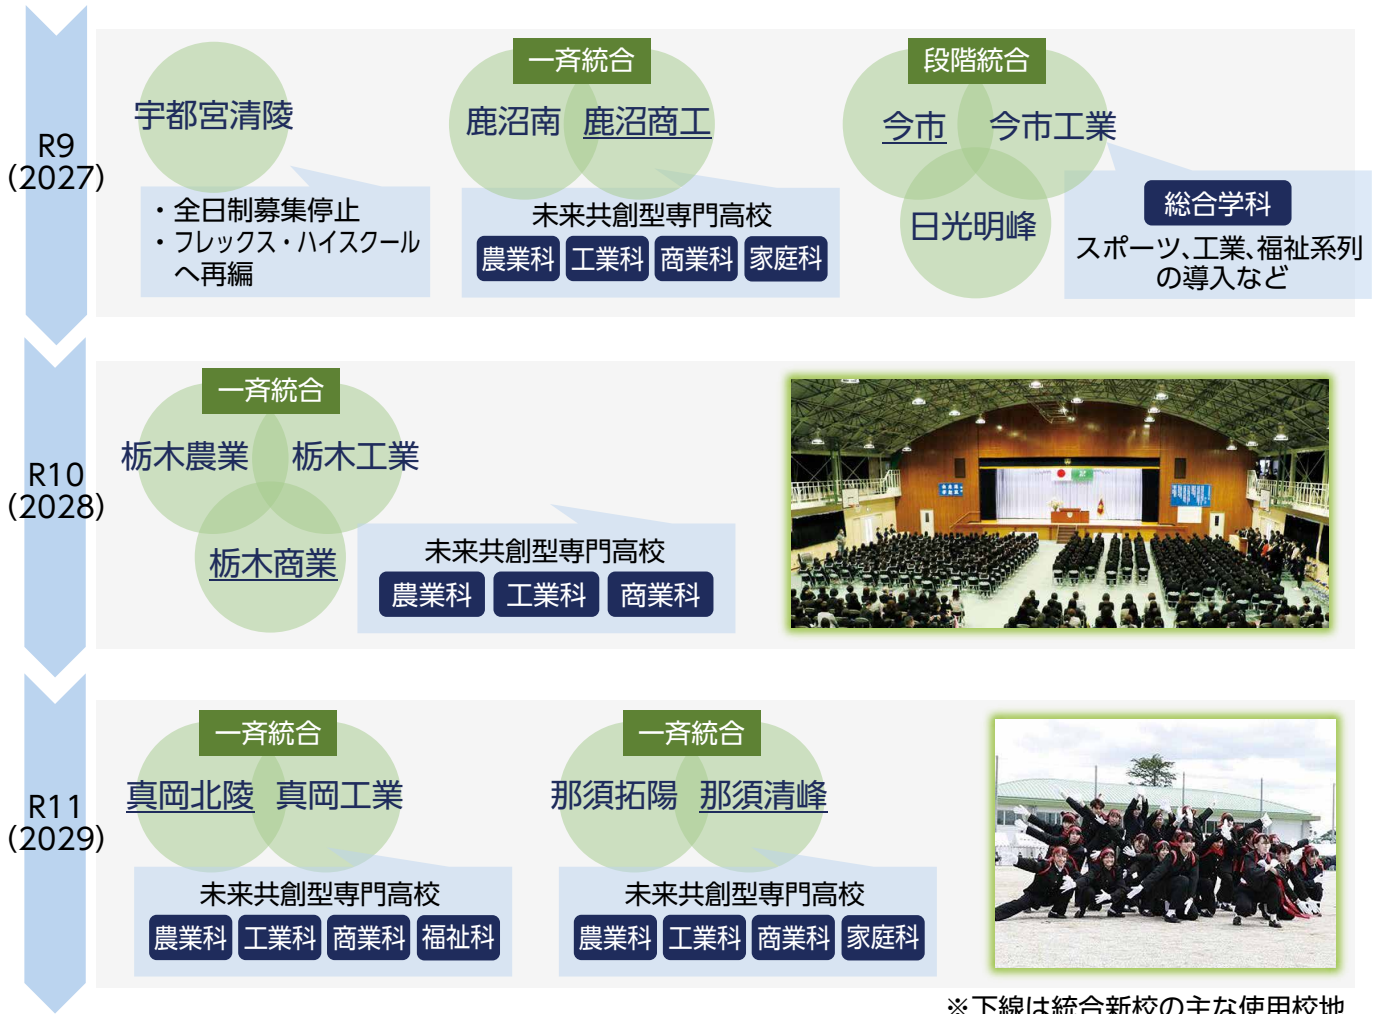 R9
(2027)
宇都宮清陵
・全日制募集停止
・フレックス・ハイスクール
へ再編
一斉統合
鹿沼南 鹿沼商工
未来共創型専門高校
農業科 工業科 商業科 家庭科
段階統合
今市 今市工業
日光明峰
総合学科
スポーツ、工業、福祉系列
の導入など
R10
(2028)
一斉統合
栃木農業 栃木工業
栃木商業
未来共創型専門高校
農業科 工業科 商業科
R11
(2029)
一斉統合
真岡北陵 真岡工業
未来共創型専門高校
農業科 工業科 商業科 福祉科
一斉統合
那須拓陽 那須清峰
未来共創型専門高校
農業科 工業科 商業科 家庭科
※下線は統合新校の主な使用校地